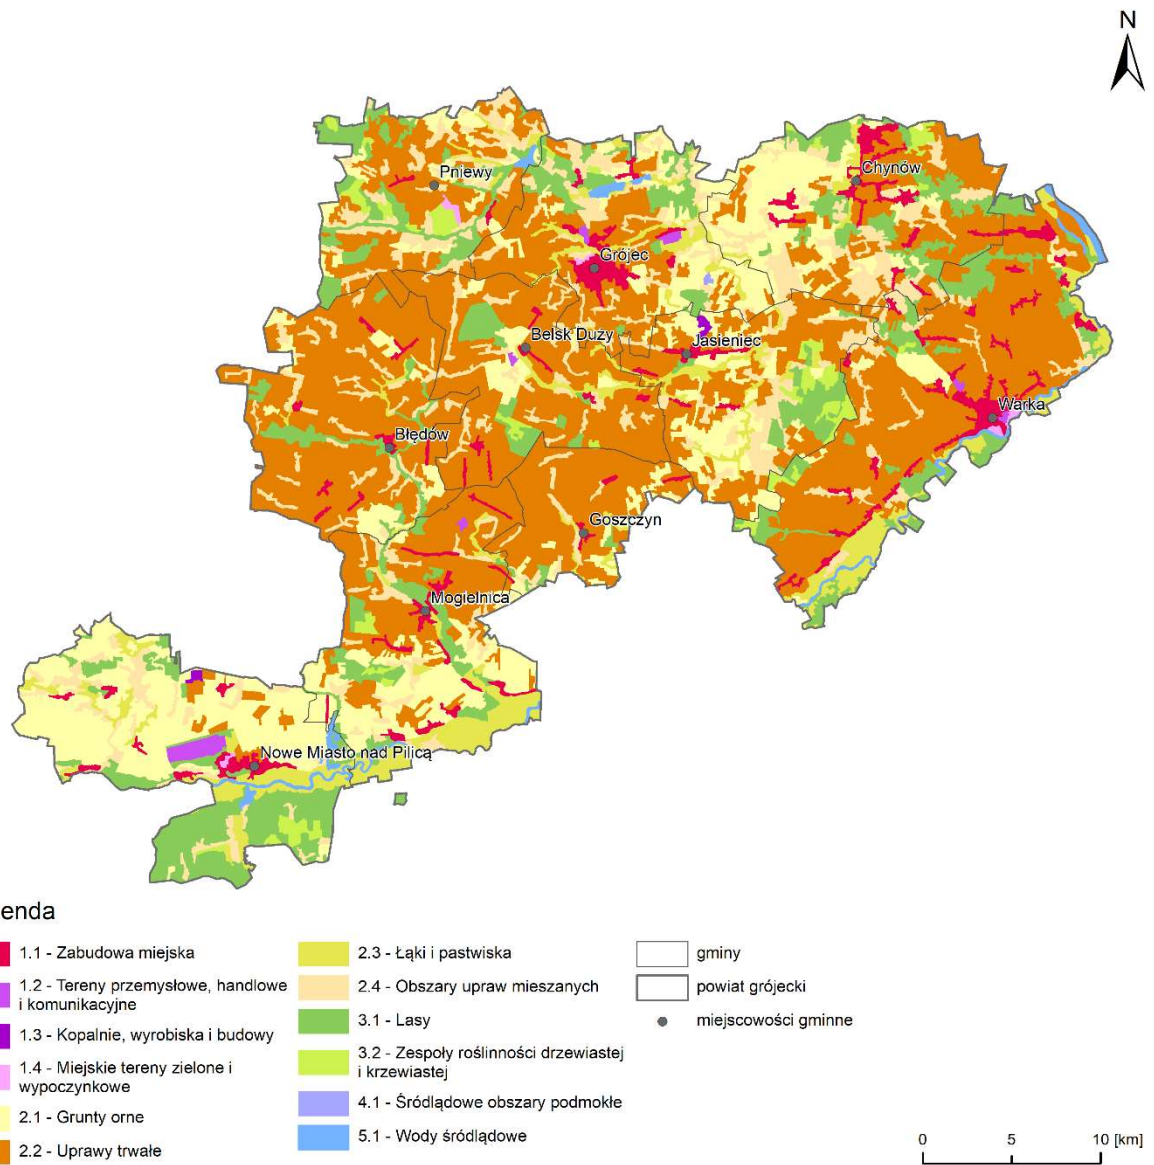 N
Pniewy
Chynów
Grójec
Belsk Duży
Jasieniec
Warka
Błędów
Goszczyn
Mogielnica
Nowe Miasto nad Pilicą
enda
1.1 - Zabudowa miejska
1.2 - Tereny przemysłowe, handlowe
i komunikacyjne
1.3 - Kopalnie, wyrobiska i budowy
1.4 - Miejskie tereny zielone i
wypoczynkowe
2.1 - Grunty orne
2.2 - Uprawy trwałe
2.3 - Łąki i pastwiska
2.4 - Obszary upraw mieszanych
3.1 - Lasy
3.2 - Zespoły roślinności drzewiastej
i krzewiastej
4.1 - Śródlądowe obszary podmokłe
5.1 - Wody śródlądowe
gminy
powiat grójecki
miejscowości gminne
0 5 10 [km]